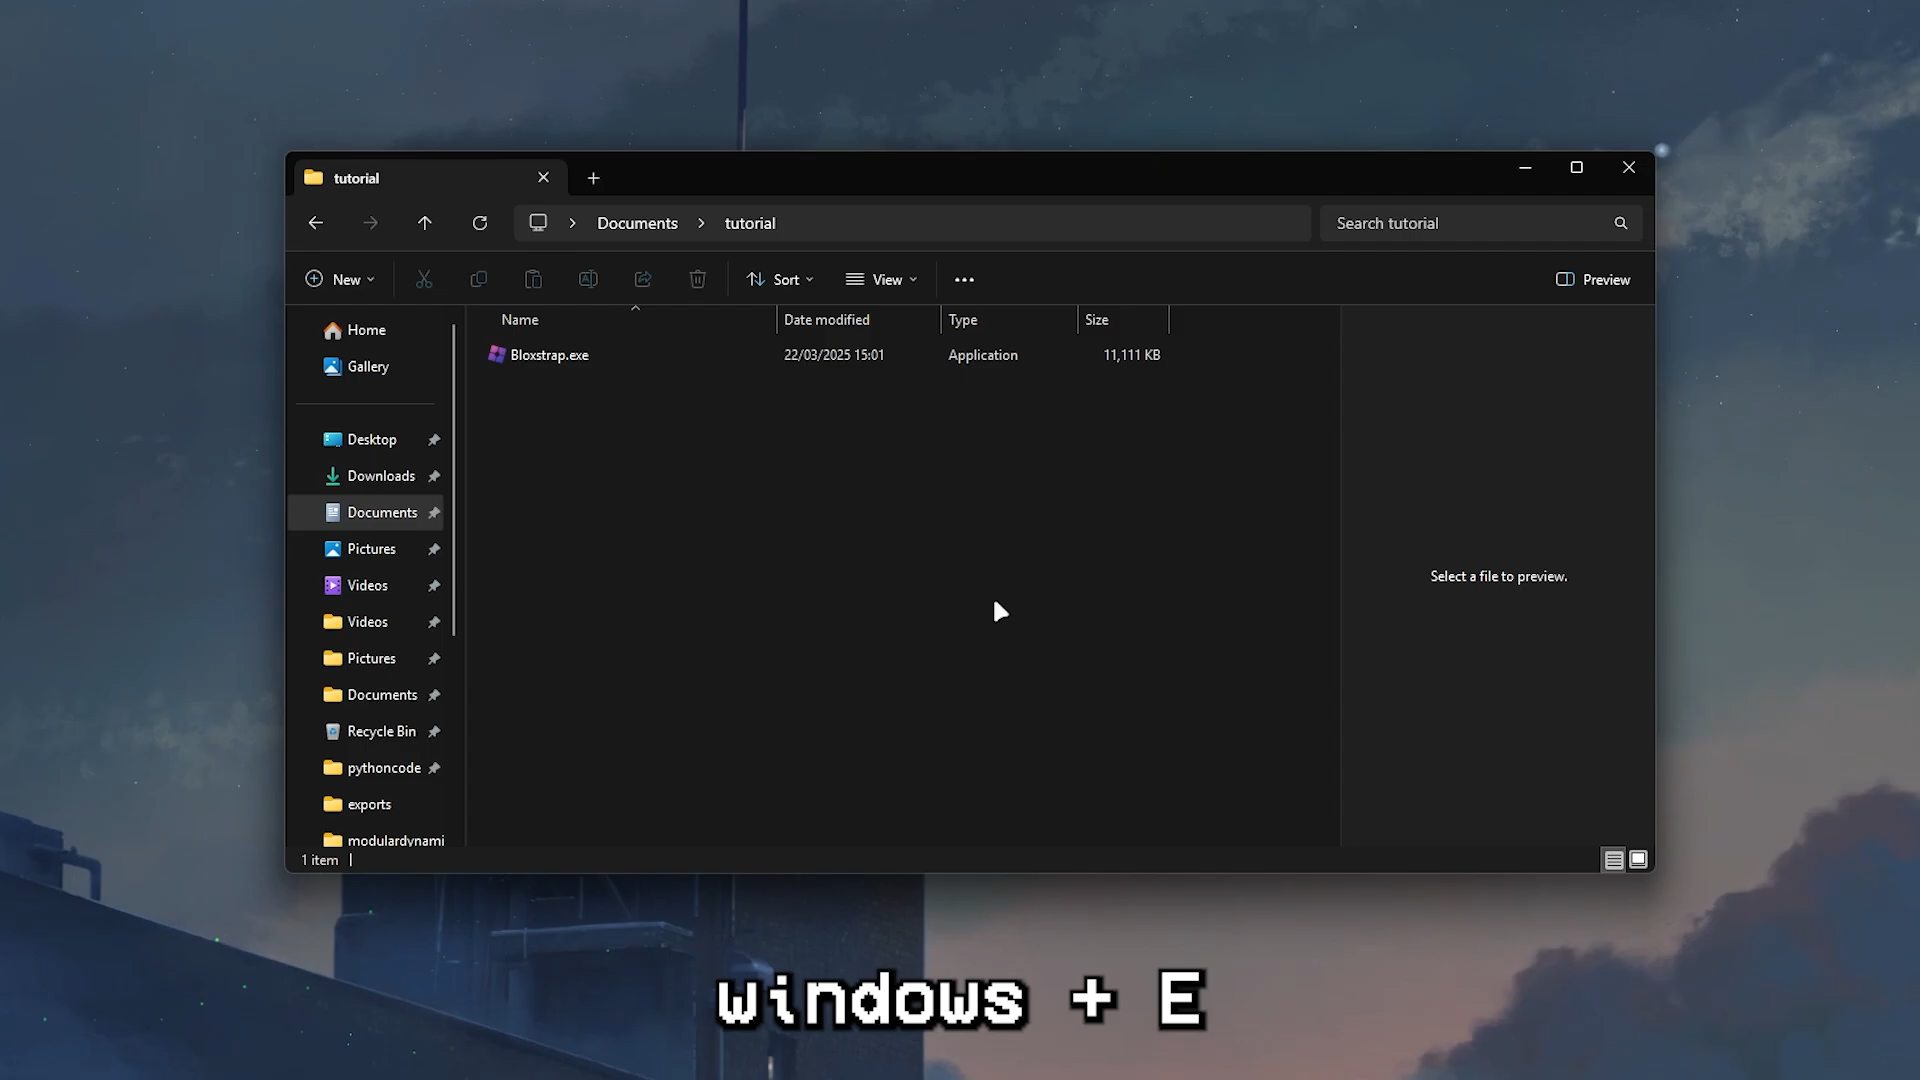 tutorial
Documents > tutorial
Search tutorial
New
Sort
View
Preview
Name
Date modified
Type
Size
Bloxstrap.exe
22/03/2025 15:01
Application
11,111 KB
Home
Gallery
Desktop
Downloads
Documents
Pictures
Videos
Videos
Pictures
Documents
Recycle Bin
pythoncode
exports
modulardynami
Select a file to preview.
1 item
windows + E